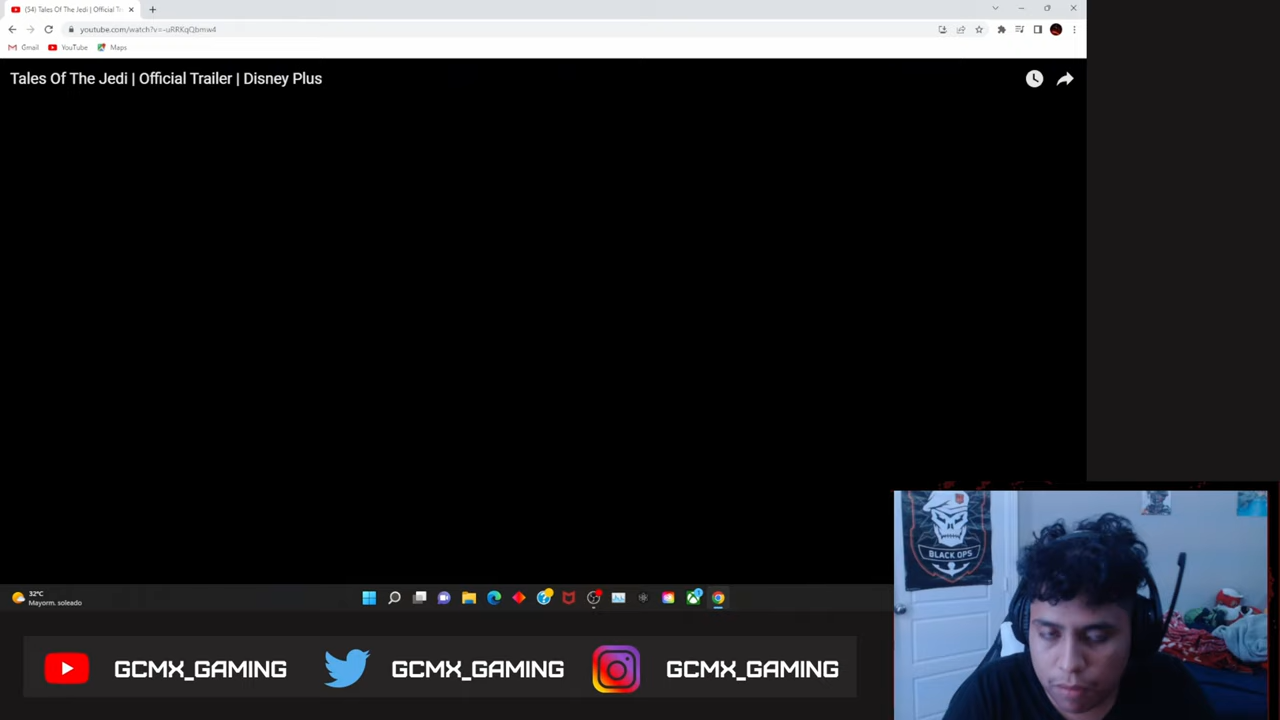 (54) Tales Of The Jedi | Official Tr
youtube.com/watch?v=-uRRKqQbmw4
Gmail YouTube Maps
Tales Of The Jedi | Official Trailer | Disney Plus
32°C
Mayorm. soleado
BLACK OPS
GCMX_GAMING GCMX_GAMING GCMX_GAMING